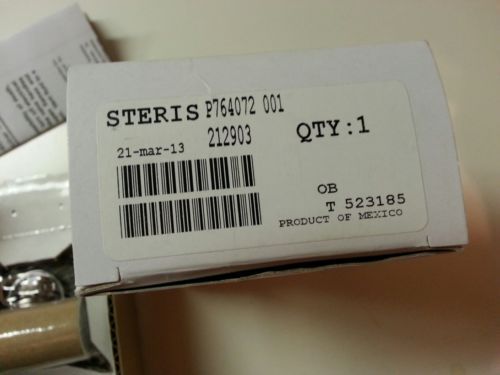 STERIS P764072 001
21-mar-13 212903 QTY:1
OB
T 523185
PRODUCT OF MEXICO